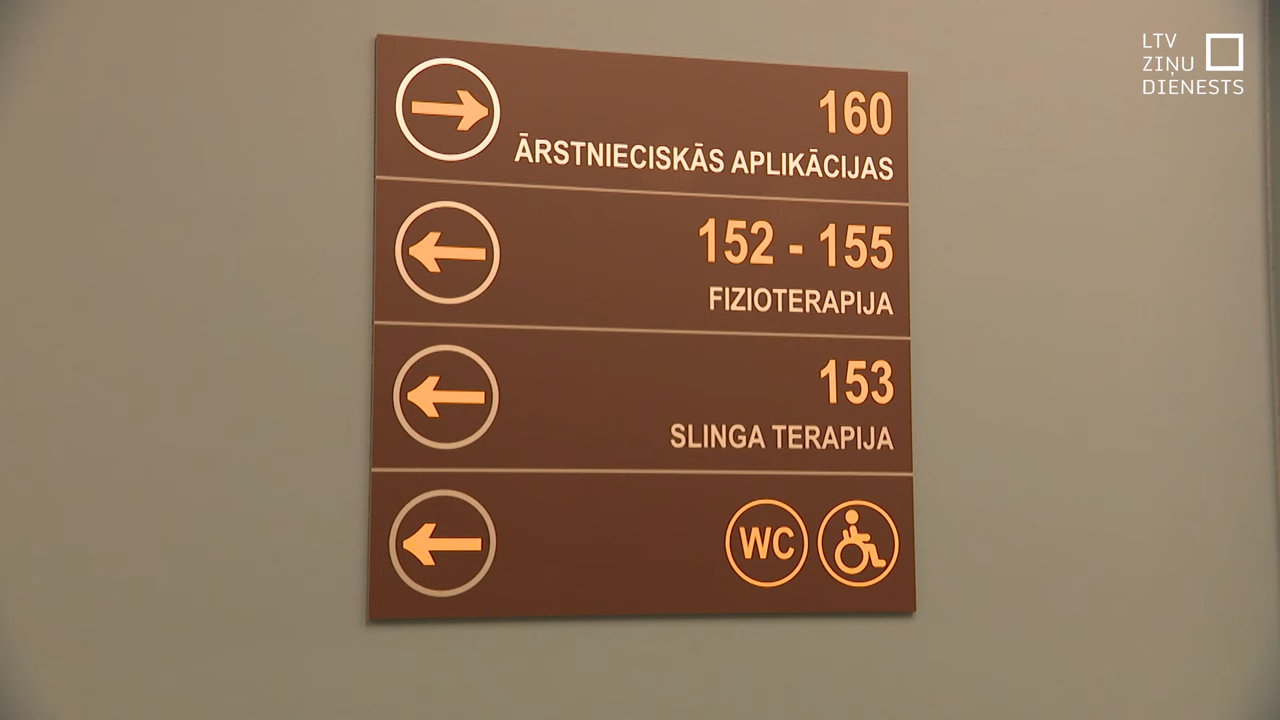 LTV
ZIŅU
DIENESTS
160
ĀRSTNIECISKĀS APLIKĀCIJAS
152 - 155
FIZIOTERAPIJA
153
SLINGA TERAPIJA
WC